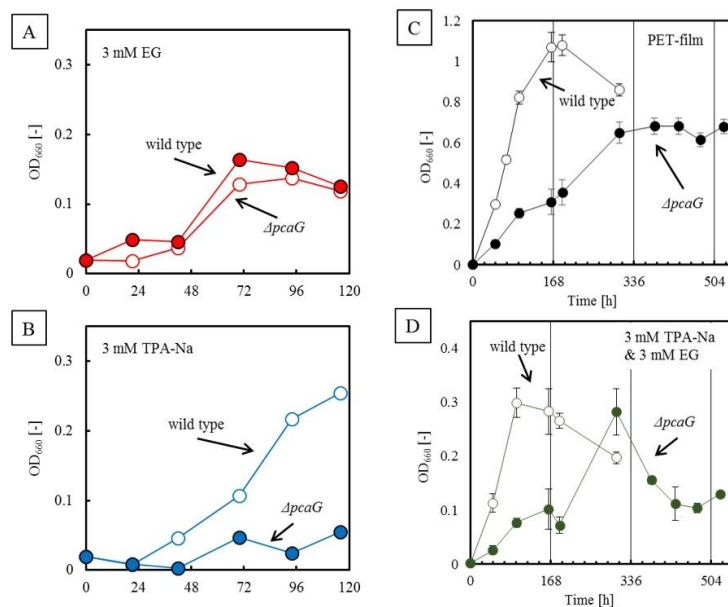 A
3 mM EG
0.3
0.2
0.1
0
OD660 [-]
wild type
ΔpcaG
0 24 48 72 96 120
B
3 mM TPA-Na
0.3
0.2
0.1
0
OD660 [-]
wild type
ΔpcaG
0 24 48 72 96 120
C
PET-film
1.2
1
0.8
0.6
0.4
0.2
0
OD660 [-]
wild type
ΔpcaG
0 168 336 504
Time [h]
D
3 mM TPA-Na
& 3 mM EG
0.4
0.3
0.2
0.1
0
OD660 [-]
wild type
ΔpcaG
0 168 336 504
Time [h]